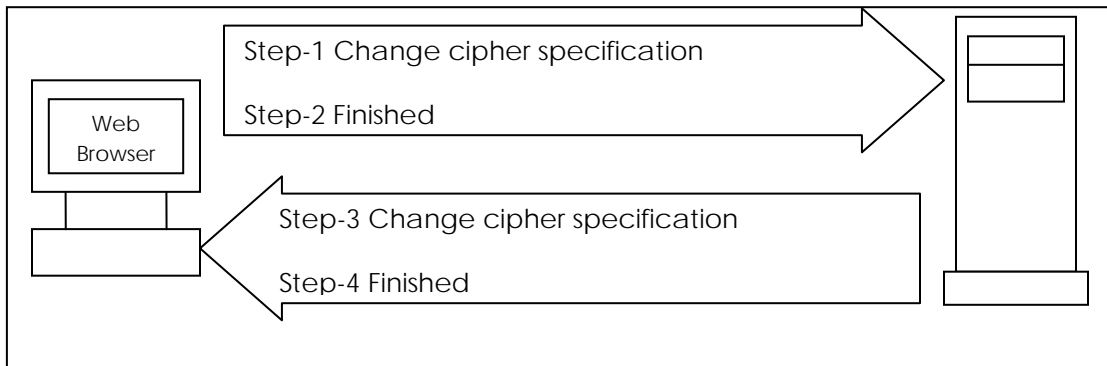 Step-1 Change cipher specification
Step-2 Finished
Web
Browser
Step-3 Change cipher specification
Step-4 Finished